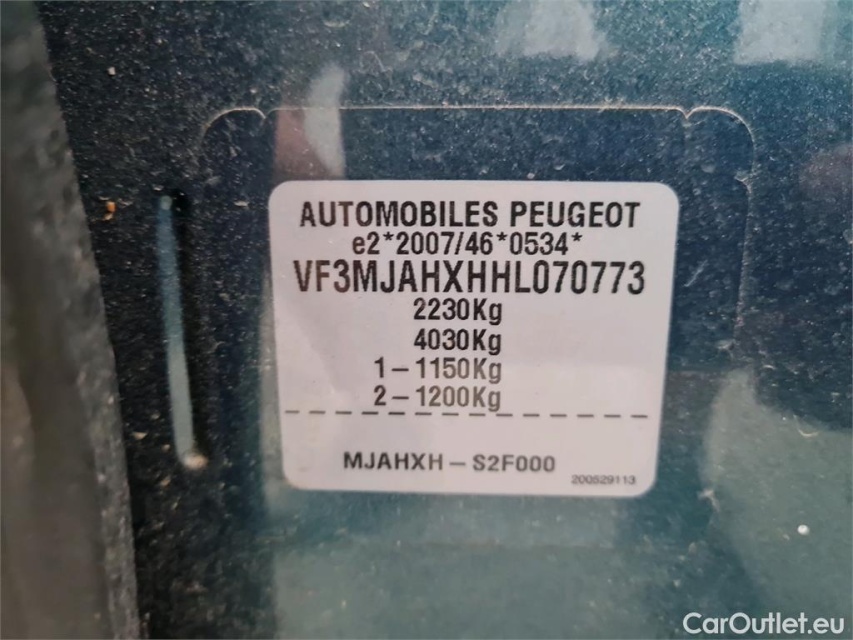 AUTOMOBILES PEUGEOT
e2*2007/46*0534*
VF3MJAHXHHL070773
2230Kg
4030Kg
1-1150Kg
2-1200Kg
MJAHXH-S2F000
200529113
CarOutlet.eu